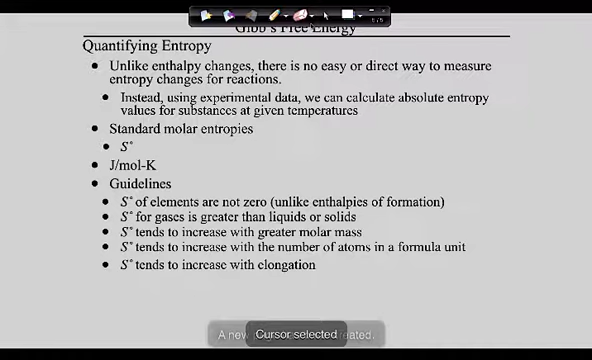 Gibb's Free Energy
Quantifying Entropy
• Unlike enthalpy changes, there is no easy or direct way to measure
entropy changes for reactions.
• Instead, using experimental data, we can calculate absolute entropy
values for substances at given temperatures
• Standard molar entropies
• S°
• J/mol-K
• Guidelines
• S° of elements are not zero (unlike enthalpies of formation)
• S° for gases is greater than liquids or solids
• S° tends to increase with greater molar mass
• S° tends to increase with the number of atoms in a formula unit
• S° tends to increase with elongation
A new
Cursor selected